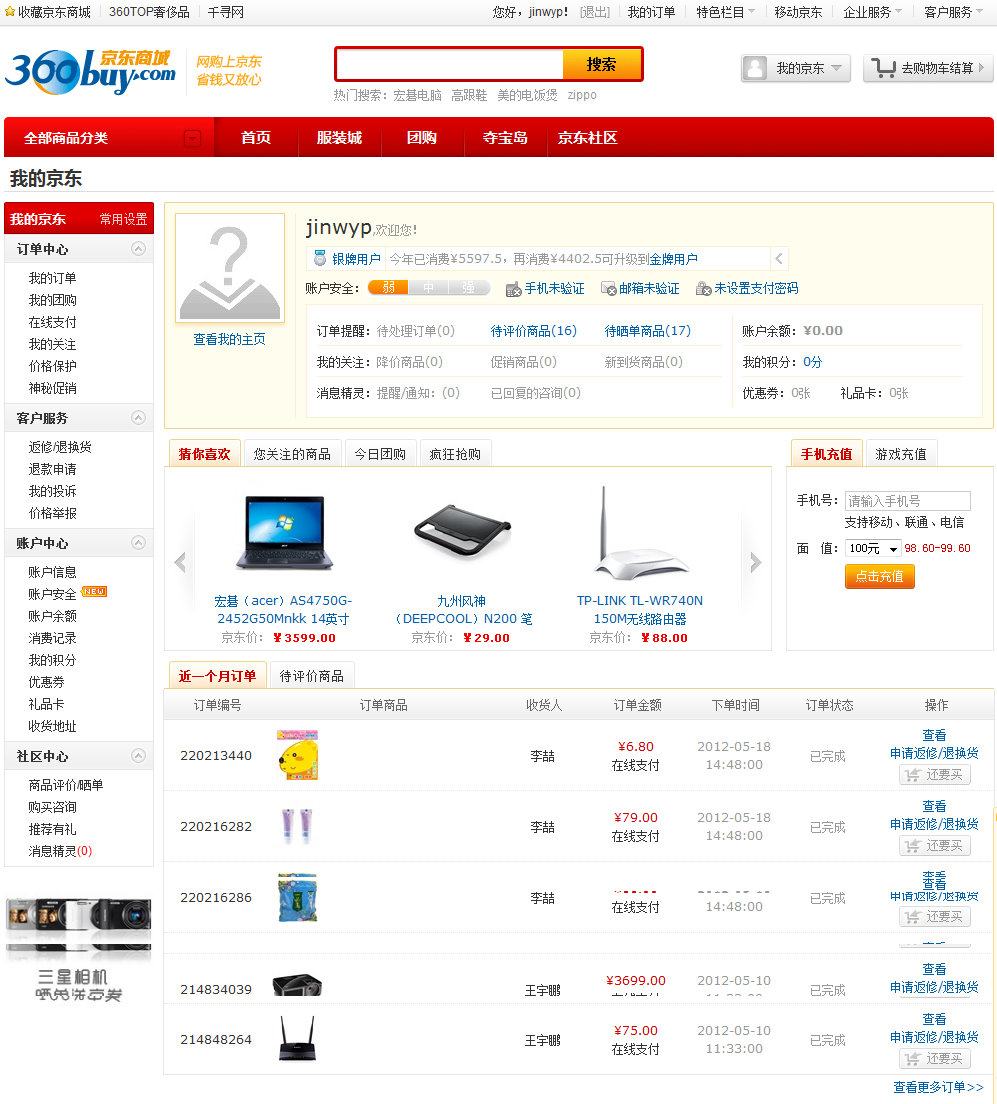 收藏京东商城 360TOP奢侈品 千寻网 您好，jinwyp! [退出] 我的订单 特色栏目 移动京东 企业服务 客户服务
360buy.com 京东商城 网购上京东
省钱又放心
搜索
我的京东 去购物车结算
热门搜索： 宏碁电脑 高跟鞋 美的电饭煲 zippo
全部商品分类 首页 服装城 团购 夺宝岛 京东社区
我的京东
我的京东 常用设置
订单中心
我的订单
我的团购
在线支付
我的关注
价格保护
神秘促销
客户服务
返修/退换货
退款申请
我的投诉
价格举报
账户中心
账户信息
账户安全 NEW
账户余额
消费记录
我的积分
优惠券
礼品卡
收货地址
社区中心
商品评价/晒单
购买咨询
推荐有礼
消息精灵(0)
三星相机
查看我的主页
jinwyp,欢迎您！
银牌用户 今年已消费¥5597.5，再消费¥4402.5可升级到金牌用户
账户安全： 弱 中 强 手机未验证 邮箱未验证 未设置支付密码
订单提醒：待处理订单(0) 待评价商品(16) 待晒单商品(17) 账户余额：¥0.00
我的关注：降价商品(0) 促销商品(0) 新到货商品(0) 我的积分：0分
消息精灵：提醒/通知：(0) 已回复的咨询(0) 优惠券：0张 礼品卡：0张
猜你喜欢 您关注的商品 今日团购 疯狂抢购
宏碁（acer）AS4750G-
2452G50Mnkk 14英寸
京东价：￥3599.00
九州风神
（DEEPCOOL）N200 笔
京东价：￥29.00
TP-LINK TL-WR740N
150M无线路由器
京东价：￥88.00
手机充值 游戏充值
手机号： 请输入手机号
支持移动、联通、电信
面 值： 100元 98.60-99.60
点击充值
近一个月订单 待评价商品
订单编号 订单商品 收货人 订单金额 下单时间 订单状态 操作
220213440 李喆 ¥6.80 在线支付 2012-05-18 14:48:00 已完成 查看 申请返修/退换货 还要买
220216282 李喆 ¥79.00 在线支付 2012-05-18 14:48:00 已完成 查看 申请返修/退换货 还要买
220216286 李喆 在线支付 14:48:00 已完成 查看 查看 申请返修/退换货 还要买
214834039 王宇鹏 ¥3699.00 2012-05-10 已完成 查看 申请返修/退换货
214848264 王宇鹏 ¥75.00 在线支付 2012-05-10 11:33:00 已完成 查看 申请返修/退换货 还要买
查看更多订单>>